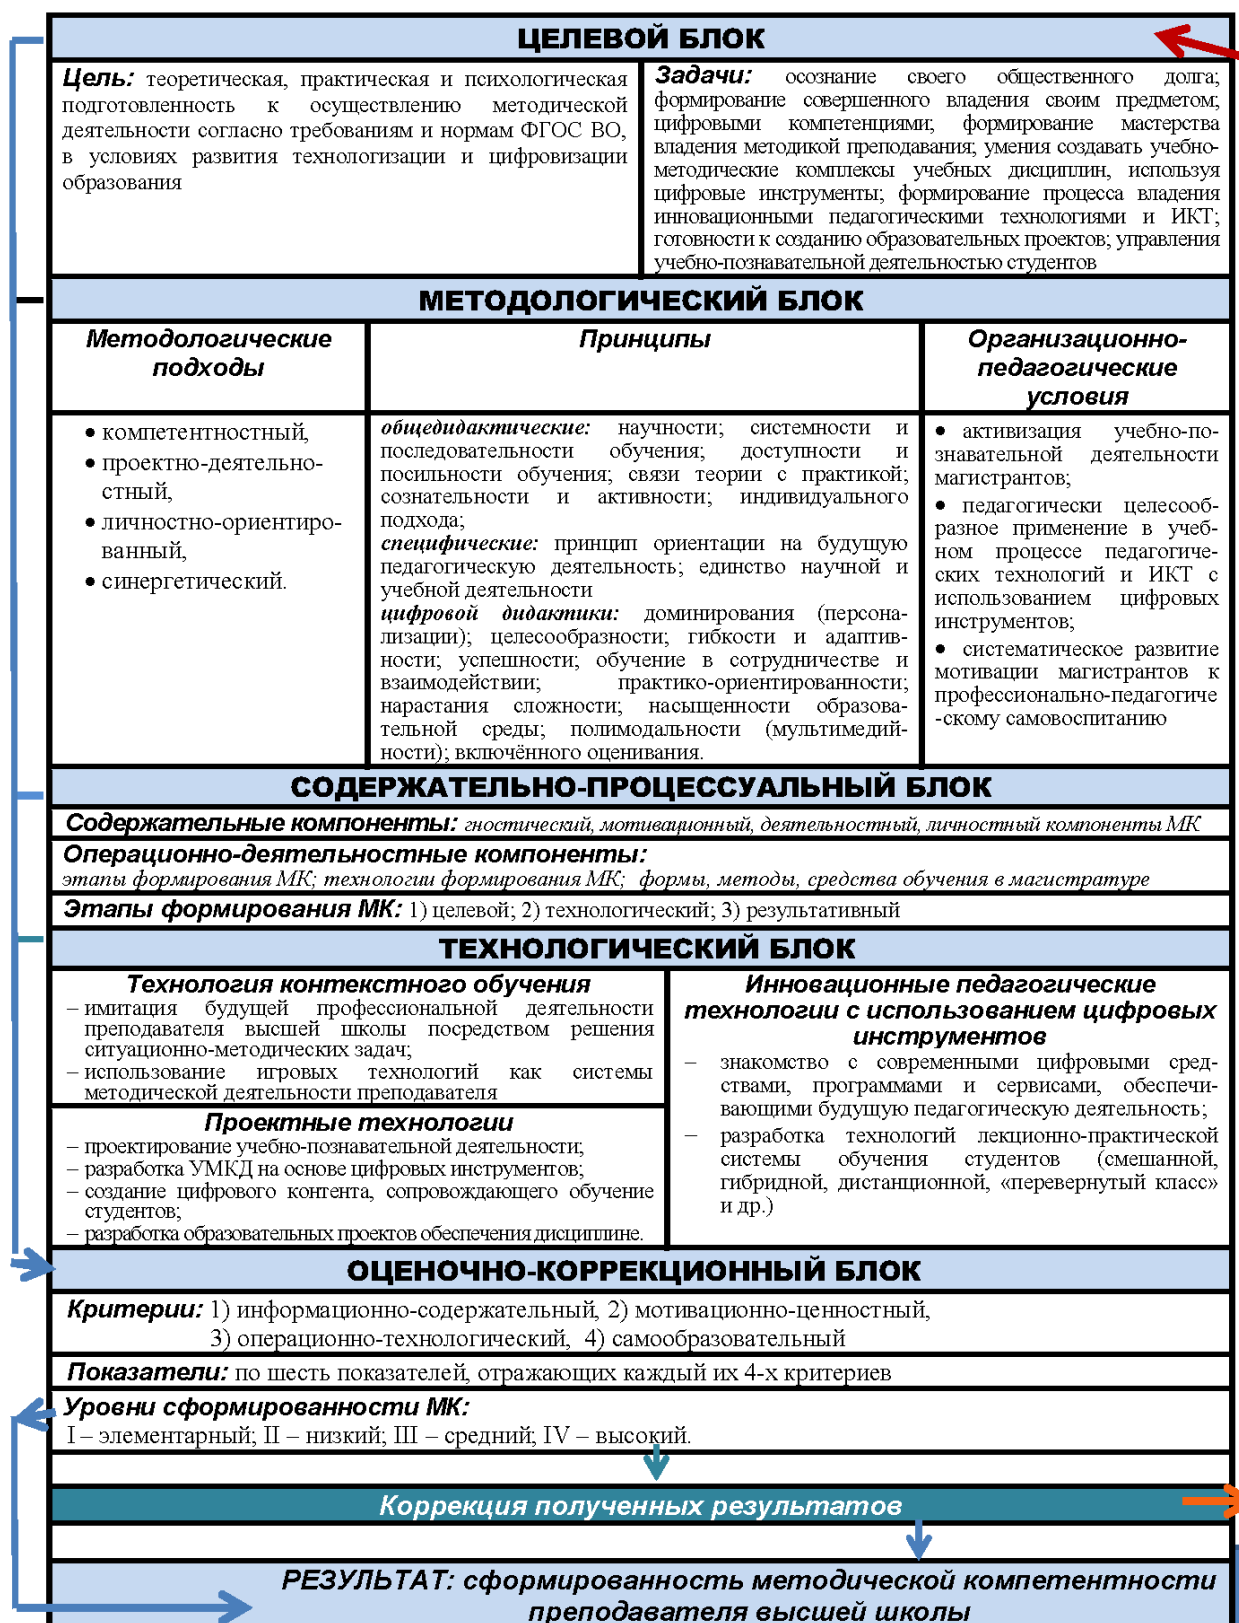 ЦЕЛЕВОЙ БЛОК
Цель: теоретическая, практическая и психологическая
подготовленность к осуществлению методической
деятельности согласно требованиям и нормам ФГОС ВО,
в условиях развития технологизации и цифровизации
образования
Задачи: осознание своего общественного долга;
формирование совершенного владения своим предметом;
цифровыми компетенциями; формирование мастерства
владения методикой преподавания; умения создавать учебно-
методические комплексы учебных дисциплин, используя
цифровые инструменты; формирование процесса владения
инновационными педагогическими технологиями и ИКТ;
готовности к созданию образовательных проектов; управления
учебно-познавательной деятельностью студентов
МЕТОДОЛОГИЧЕСКИЙ БЛОК
Методологические
подходы
Принципы
Организационно-
педагогические
условия
• компетентностный,
• проектно-деятельно-
стный,
• личностно-ориентиро-
ванный,
• синергетический.
общедидактические: научности; системности и
последовательности обучения; доступности и
посильности обучения; связи теории с практикой;
сознательности и активности; индивидуального
подхода;
специфические: принцип ориентации на будущую
педагогическую деятельность; единство научной и
учебной деятельности
цифровой дидактики: доминирования (персона-
лизации); целесообразности; гибкости и адаптив-
ности; успешности; обучение в сотрудничестве и
взаимодействии; практико-ориентированности;
нарастания сложности; насыщенности образова-
тельной среды; полимодальности (мультимедий-
ности); включённого оценивания.
• активизация учебно-по-
знавательной деятельности
магистрантов;
• педагогически целесооб-
разное применение в учеб-
ном процессе педагогиче-
ских технологий и ИКТ с
использованием цифровых
инструментов;
• систематическое развитие
мотивации магистрантов к
профессионально-педагогиче
-скому самовоспитанию
СОДЕРЖАТЕЛЬНО-ПРОЦЕССУАЛЬНЫЙ БЛОК
Содержательные компоненты: гностический, мотивационный, деятельностный, личностный компоненты МК
Операционно-деятельностные компоненты:
этапы формирования МК; технологии формирования МК; формы, методы, средства обучения в магистратуре
Этапы формирования МК: 1) целевой; 2) технологический; 3) результативный
ТЕХНОЛОГИЧЕСКИЙ БЛОК
Технология контекстного обучения
– имитация будущей профессиональной деятельности
преподавателя высшей школы посредством решения
ситуационно-методических задач;
– использование игровых технологий как системы
методической деятельности преподавателя
Проектные технологии
– проектирование учебно-познавательной деятельности;
– разработка УМКД на основе цифровых инструментов;
– создание цифрового контента, сопровождающего обучение
студентов;
– разработка образовательных проектов обеспечения дисциплине.
Инновационные педагогические
технологии с использованием цифровых
инструментов
– знакомство с современными цифровыми сред-
ствами, программами и сервисами, обеспечи-
вающими будущую педагогическую деятельность;
– разработка технологий лекционно-практической
системы обучения студентов (смешанной,
гибридной, дистанционной, «перевернутый класс»
и др.)
ОЦЕНОЧНО-КОРРЕКЦИОННЫЙ БЛОК
Критерии: 1) информационно-содержательный, 2) мотивационно-ценностный,
3) операционно-технологический, 4) самообразовательный
Показатели: по шесть показателей, отражающих каждый их 4-х критериев
Уровни сформированности МК:
I – элементарный; II – низкий; III – средний; IV – высокий.
Коррекция полученных результатов
РЕЗУЛЬТАТ: сформированность методической компетентности
преподавателя высшей школы